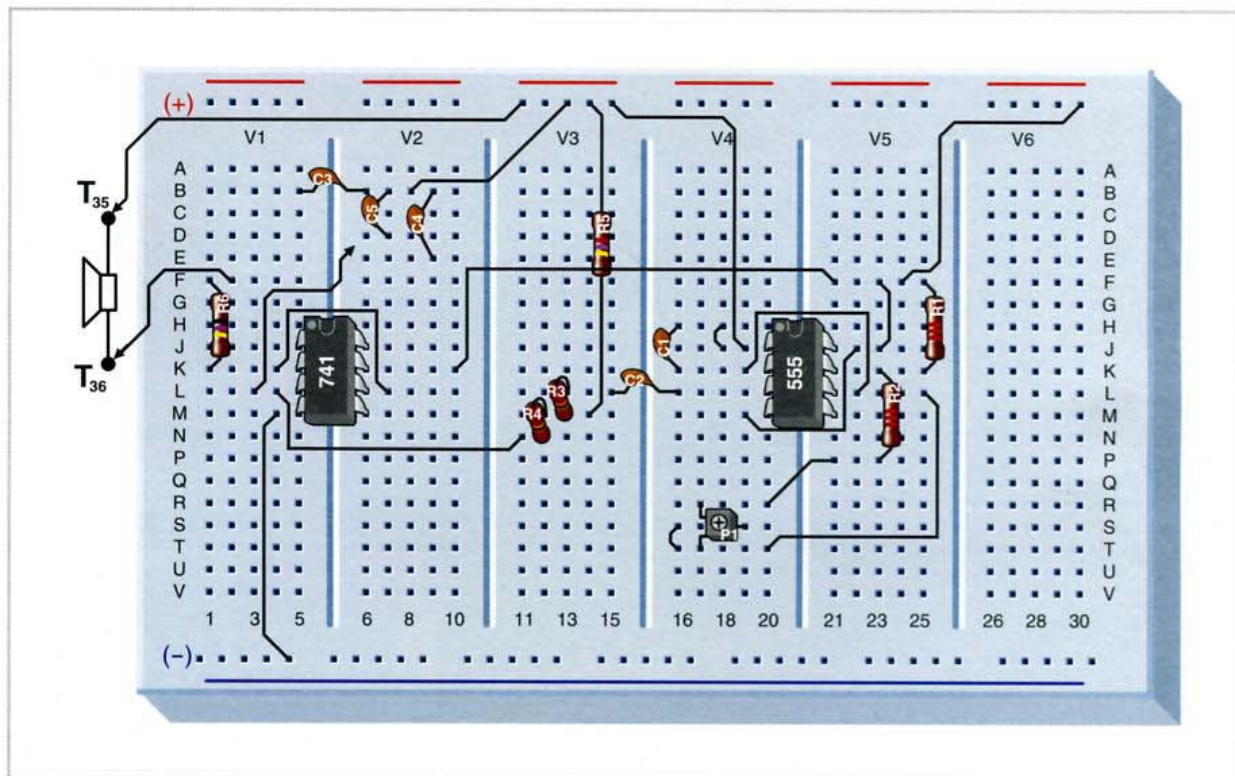 (+)
V1 V2 V3 V4 V5 V6
A A
B C3 B
C C5 C4 R5 C
D D
E E
T35
F F
G R6 R1 G
H H
J 741 C1 555 J
K K
T36
L C2 R2 L
M R4 R3 M
N N
P P
Q Q
R R
S P1 S
T T
U U
V V
1 3 5 6 8 10 11 13 15 16 18 20 21 23 25 26 28 30
(−)